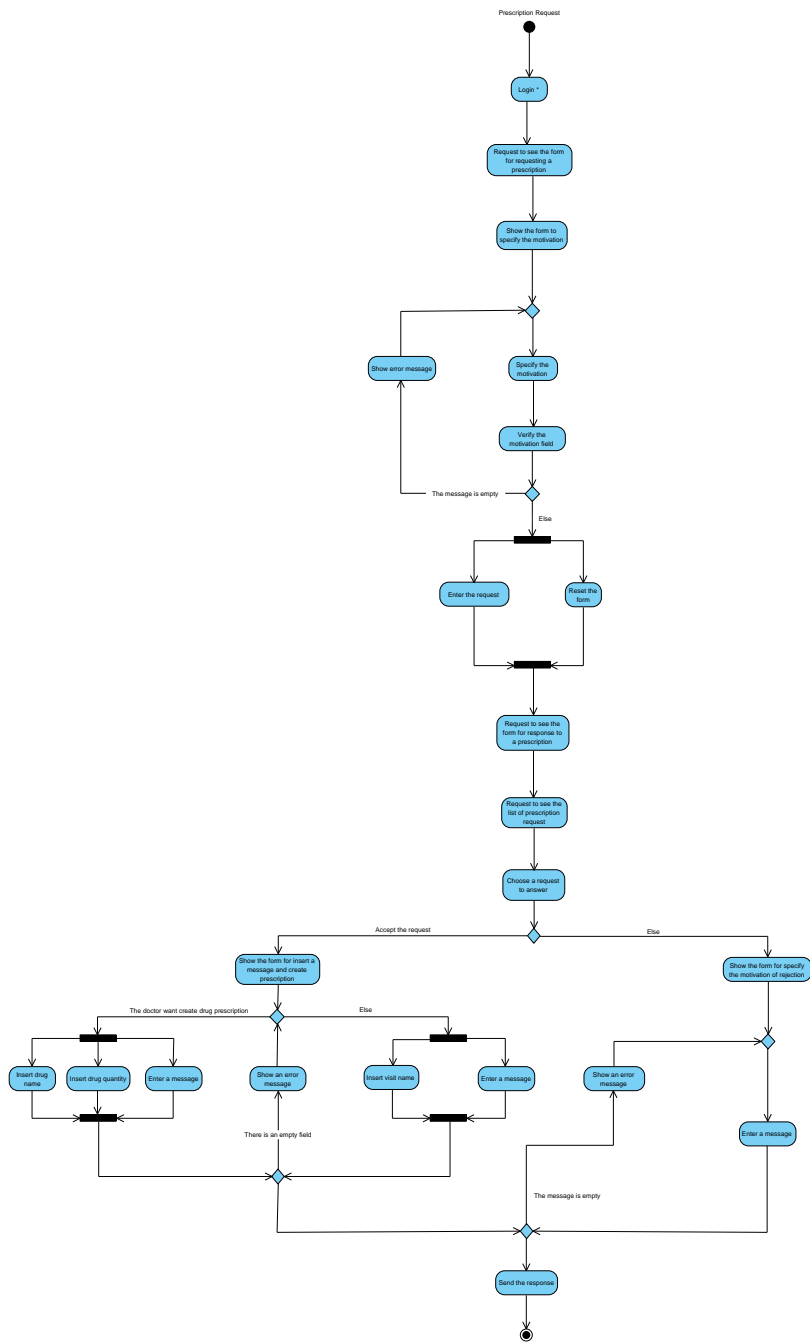 Prescription Request
Login *
Request to see the form
for requesting a
prescription
Show the form to
specify the motivation
Show error message
Specify the
motivation
Verify the
motivation field
The message is empty
Else
Enter the request
Reset the
form
Request to see the
form for response to
a prescription
Request to see the
list of prescription
request
Choose a request
to answer
Accept the request
Else
Show the form for insert a
message and create
prescription
Show the form for specify
the motivation of rejection
The doctor want create drug prescription
Else
Insert drug
name
Insert drug quantity
Enter a message
Show an error
message
Insert visit name
Enter a message
Show an error
message
Enter a message
There is an empty field
The message is empty
Send the response